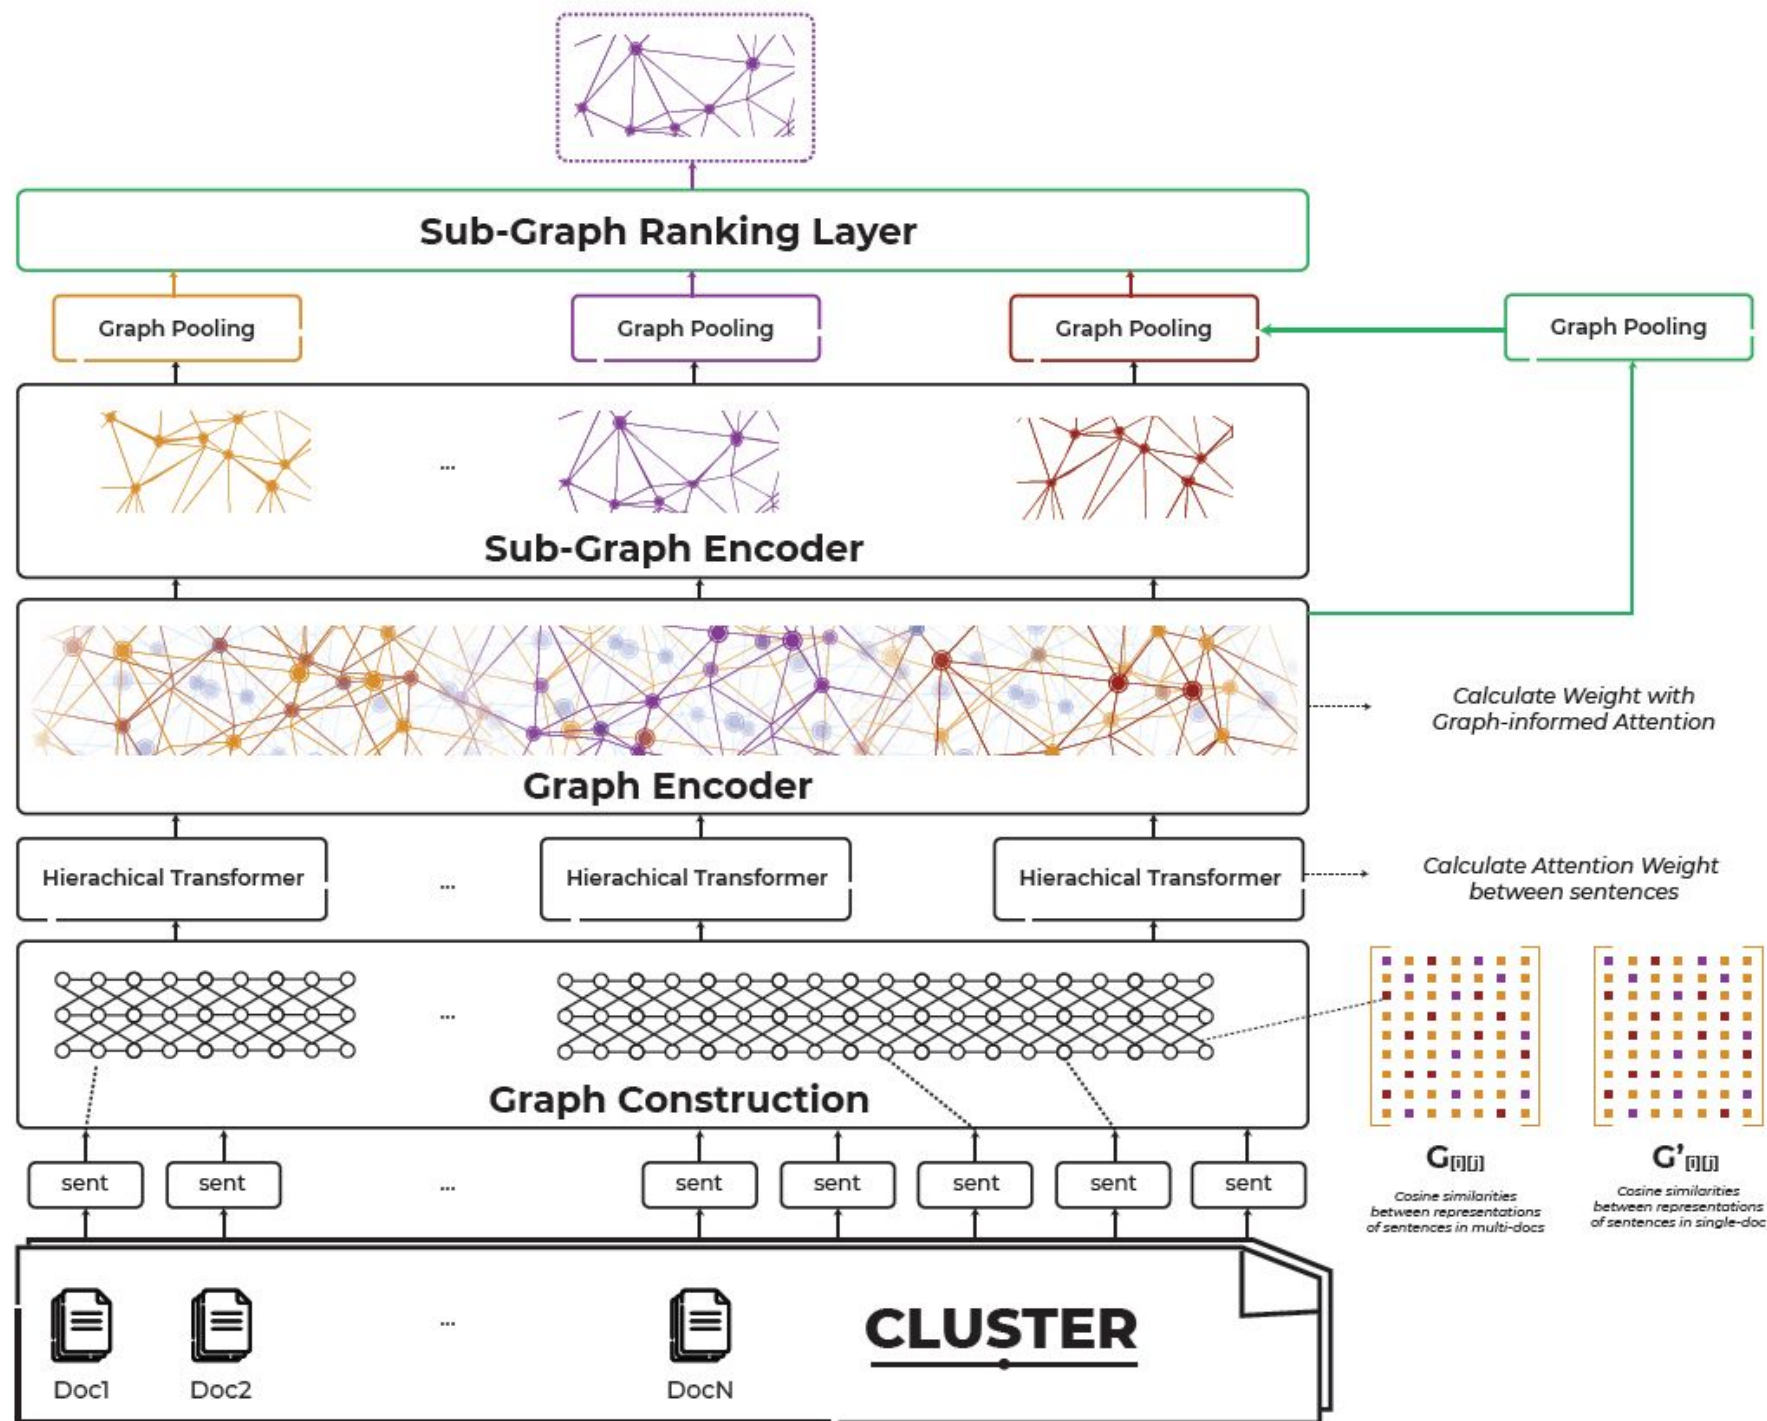 Sub-Graph Ranking Layer
Graph Pooling
Graph Pooling
Graph Pooling
Graph Pooling
...
Sub-Graph Encoder
Calculate Weight with
Graph-informed Attention
Graph Encoder
Hierachical Transformer
...
Hierachical Transformer
Hierachical Transformer
Calculate Attention Weight
between sentences
...
Graph Construction
G[i][j]
Cosine similarities
between representations
of sentences in multi-docs
G’[i][j]
Cosine similarities
between representations
of sentences in single-doc
sent
sent
...
sent
sent
sent
sent
sent
...
CLUSTER
Doc1
Doc2
DocN